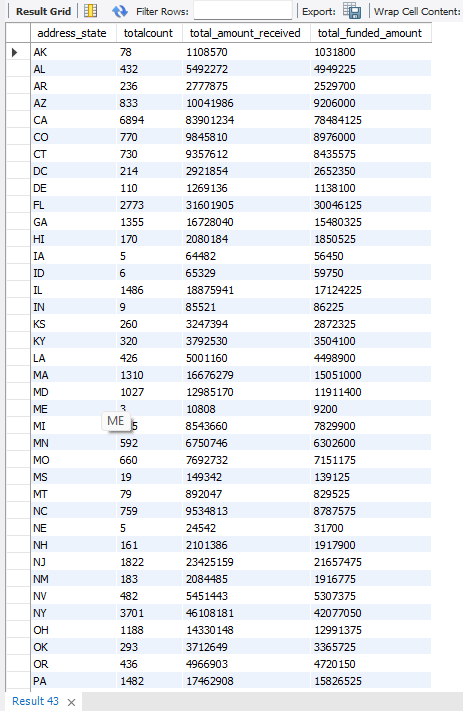 Result Grid Filter Rows: Export: Wrap Cell Content:
address_state totalcount total_amount_received total_funded_amount
AK 78 1108570 1031800
AL 432 5492272 4949225
AR 236 2777875 2529700
AZ 833 10041986 9206000
CA 6894 83901234 78484125
CO 770 9845810 8976000
CT 730 9357612 8435575
DC 214 2921854 2652350
DE 110 1269136 1138100
FL 2773 31601905 30046125
GA 1355 16728040 15480325
HI 170 2080184 1850525
IA 5 64482 56450
ID 6 65329 59750
IL 1486 18875941 17124225
IN 9 85521 86225
KS 260 3247394 2872325
KY 320 3792530 3504100
LA 426 5001160 4498900
MA 1310 16676279 15051000
MD 1027 12985170 11911400
ME 3 10808 9200
ME
MI 8543660 7829900
MN 592 6750746 6302600
MO 660 7692732 7151175
MS 19 149342 139125
MT 79 892047 829525
NC 759 9534813 8787575
NE 5 24542 31700
NH 161 2101386 1917900
NJ 1822 23425159 21657475
NM 183 2084485 1916775
NV 482 5451443 5307375
NY 3701 46108181 42077050
OH 1188 14330148 12991375
OK 293 3712649 3365725
OR 436 4966903 4720150
PA 1482 17462908 15826525
Result 43